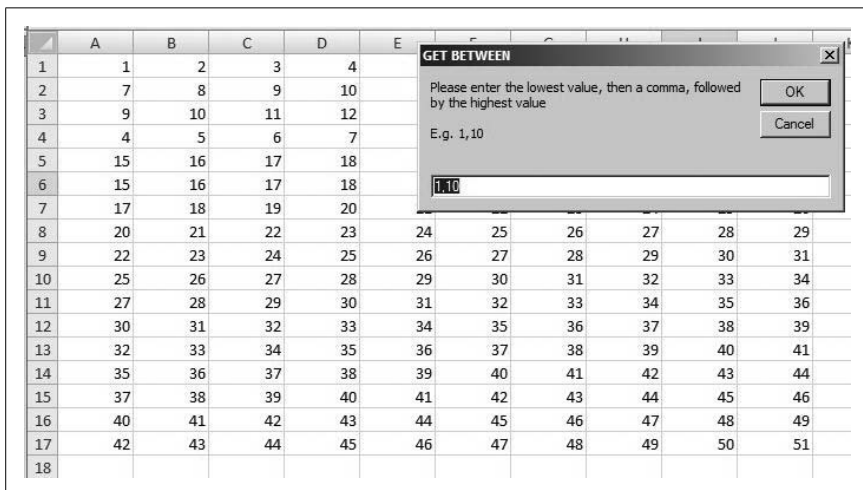 A B C D E
GET BETWEEN
1 1 2 3 4
Please enter the lowest value, then a comma, followed
by the highest value
OK
2 7 8 9 10
3 9 10 11 12
E.g. 1,10
Cancel
4 4 5 6 7
5 15 16 17 18
6 15 16 17 18
1,10
7 17 18 19 20
8 20 21 22 23 24 25 26 27 28 29
9 22 23 24 25 26 27 28 29 30 31
10 25 26 27 28 29 30 31 32 33 34
11 27 28 29 30 31 32 33 34 35 36
12 30 31 32 33 34 35 36 37 38 39
13 32 33 34 35 36 37 38 39 40 41
14 35 36 37 38 39 40 41 42 43 44
15 37 38 39 40 41 42 43 44 45 46
16 40 41 42 43 44 45 46 47 48 49
17 42 43 44 45 46 47 48 49 50 51
18